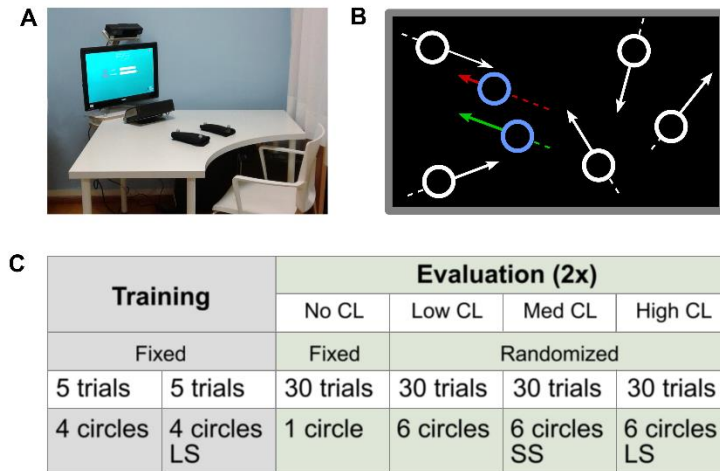 A
B
C
Training
Evaluation (2x)
No CL
Low CL
Med CL
High CL
Fixed
Fixed
Randomized
5 trials
5 trials
30 trials
30 trials
30 trials
30 trials
4 circles
4 circles
LS
1 circle
6 circles
6 circles
SS
6 circles
LS